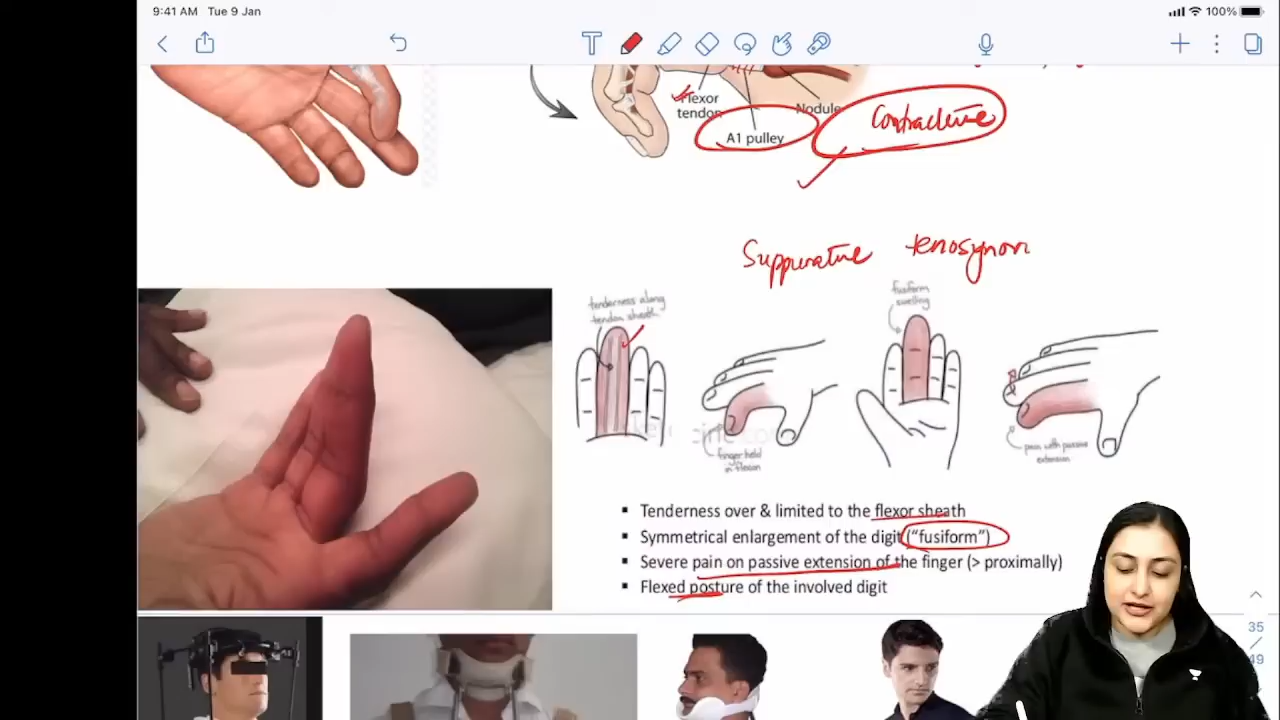 9:41 AM Tue 9 Jan
100%
Flexor
tendon
Nodule
A1 pulley
Contracture
Suppurative tenosynovi
tenderness along
tendon sheath
fusiform
swelling
finger held
in flexion
pain with passive
extension
▪ Tenderness over & limited to the flexor sheath
▪ Symmetrical enlargement of the digit ("fusiform")
▪ Severe pain on passive extension of the finger (> proximally)
▪ Flexed posture of the involved digit
35
49